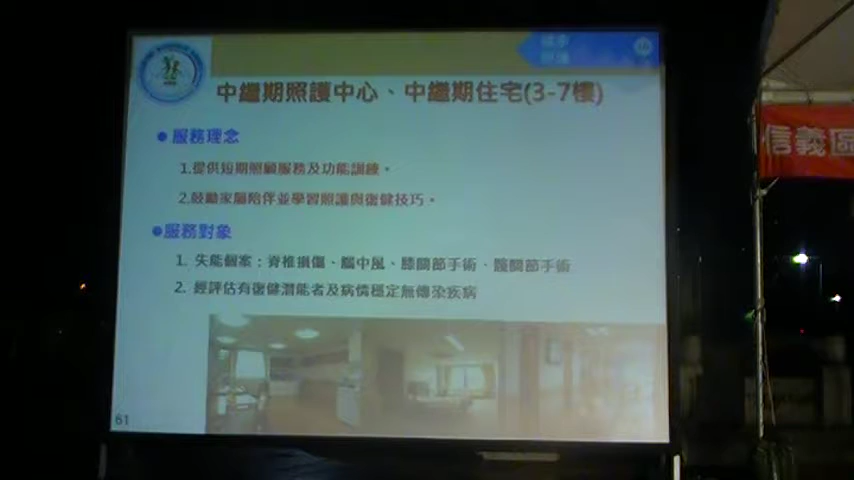 中繼期照護中心、中繼期住宅(3-7樓)
● 服務理念
1.提供短期照顧服務及功能訓練。
2.鼓勵家屬陪伴並學習照護與復健技巧。
●服務對象
1. 失能個案：脊椎損傷、腦中風、膝關節手術、髖關節手術
2. 經評估有復健潛能者及病情穩定無傳染疾病
61
信義區